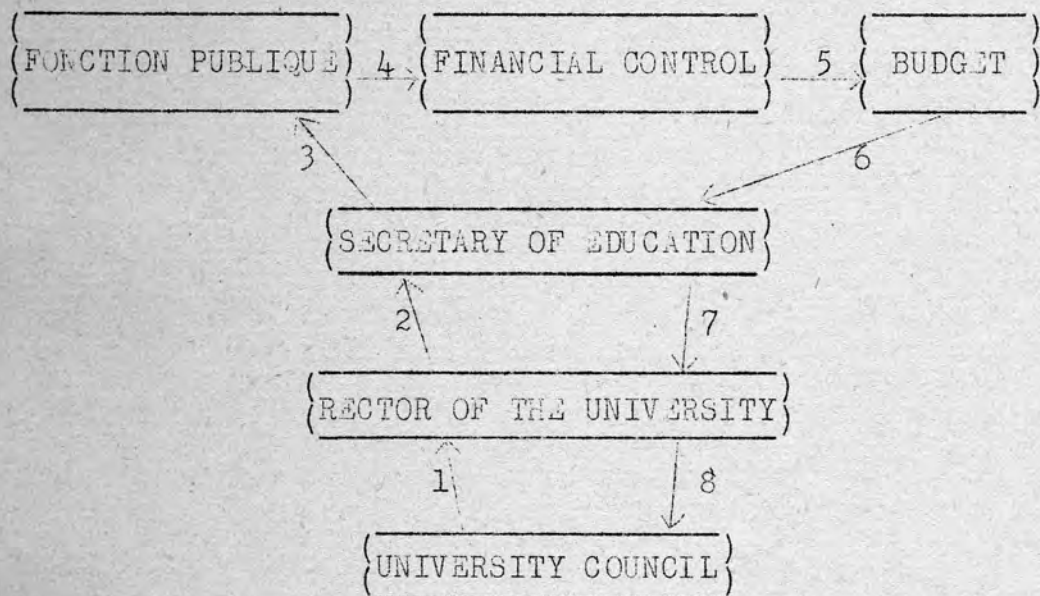 FONCTION PUBLIQUE 4 FINANCIAL CONTROL 5 BUDGET
3 6
SECRETARY OF EDUCATION
2 7
RECTOR OF THE UNIVERSITY
1 8
UNIVERSITY COUNCIL